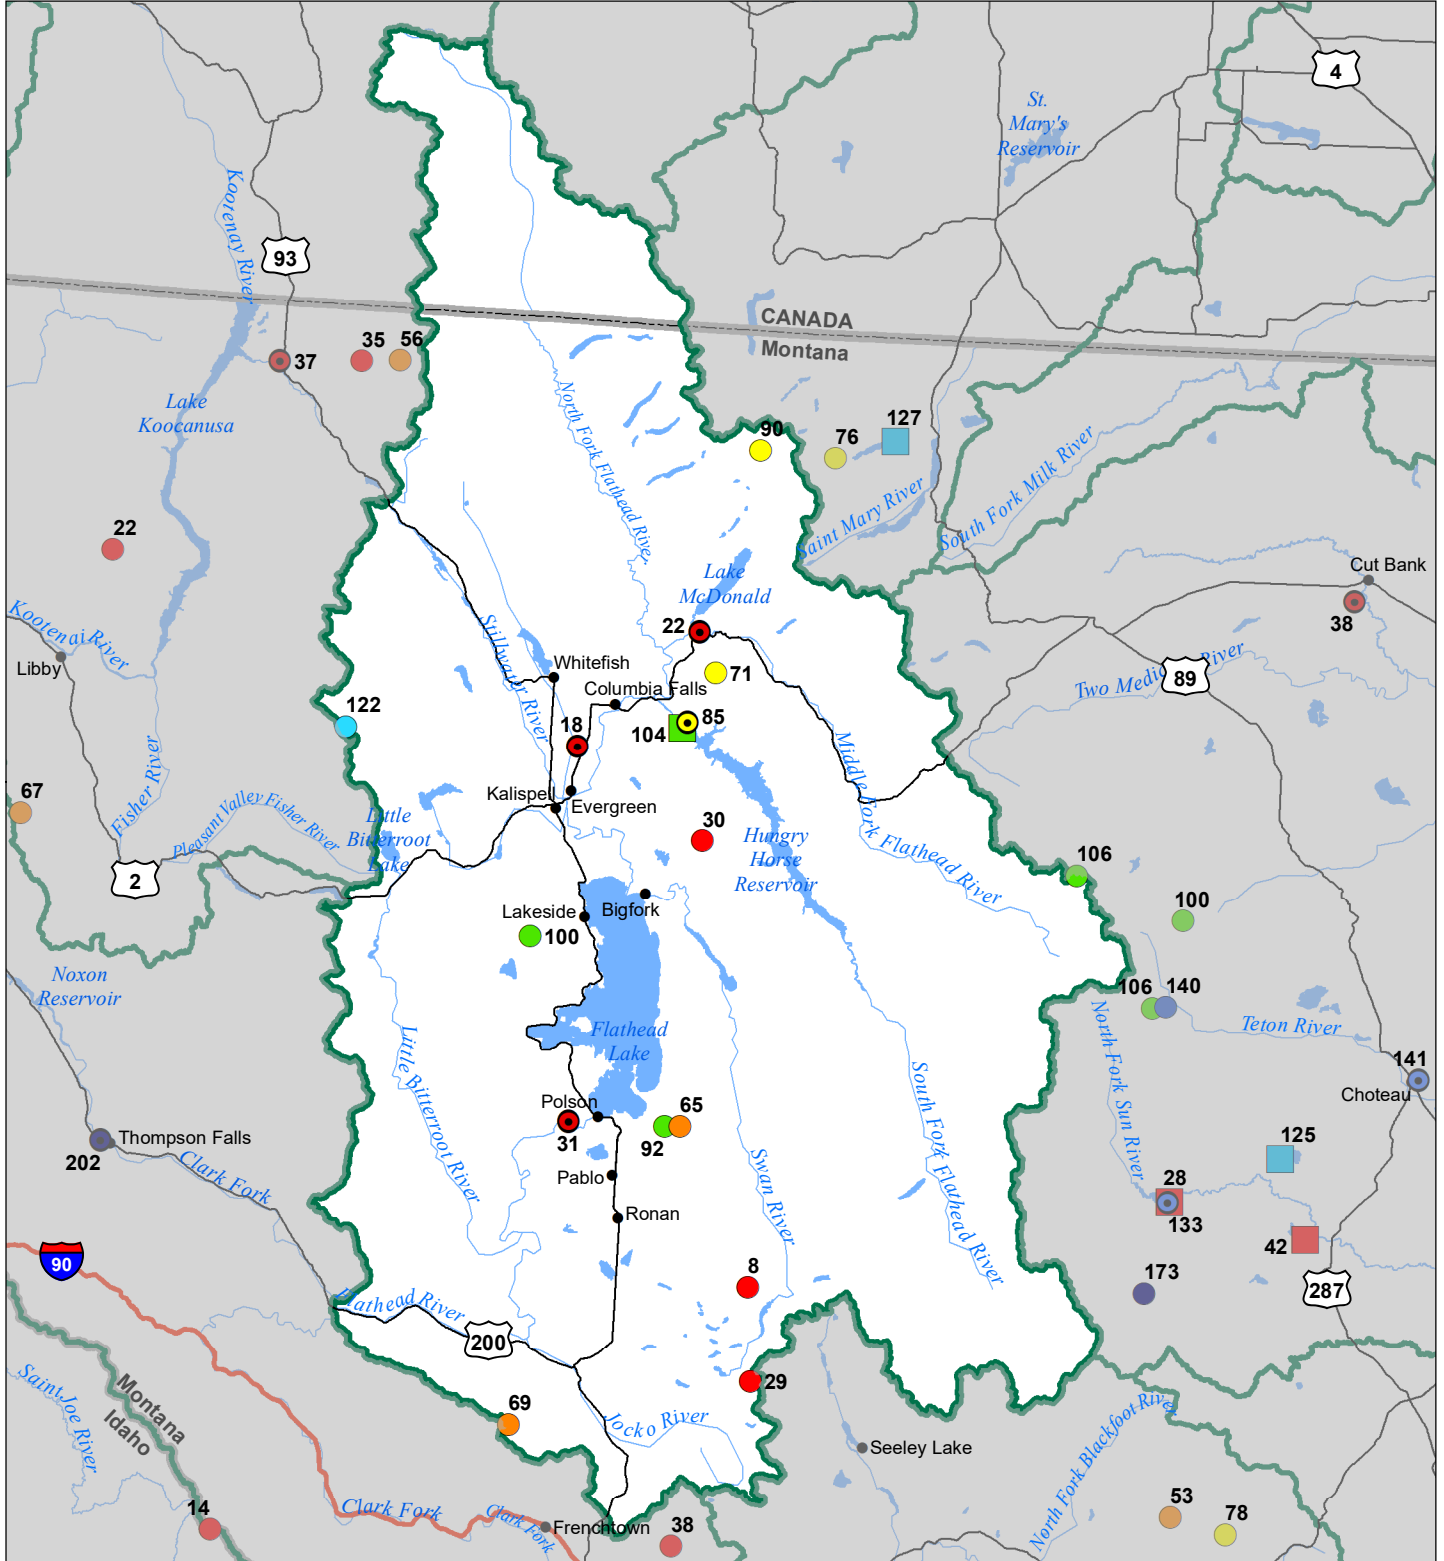 4
St.
Mary's
Reservoir
Kootenay River
93
CANADA
Montana
35
56
37
Lake
Koocanusa
North Fork Flathead River
90
76
127
Saint Mary River
South Fork Milk River
22
Cut Bank
38
Lake
McDonald
Kootenai River
Libby
22
Stillwater River
Whitefish
71
Columbia Falls
Two Medicine River
89
122
18
104
85
Middle Fork Flathead River
67
Fisher River
Pleasant Valley Fisher River
Little
Bitterroot
Lake
Kalispell
Evergreen
30
Hungry
Horse
Reservoir
2
106
Lakeside
Bigfork
100
100
Noxon
Reservoir
106
140
North Fork Sun River
Teton River
Flathead
Lake
Little Bitterroot River
South Fork Flathead River
141
Choteau
Polson
31
92
65
Thompson Falls
202
Clark Fork
125
Pablo
Swan River
28
133
Ronan
42
90
8
173
287
Flathead River
200
29
Saint Joe River
Montana
Idaho
69
Jocko River
North Fork Blackfoot River
Seeley Lake
14
Clark Fork
Clark Fork
Frenchtown
38
53
78